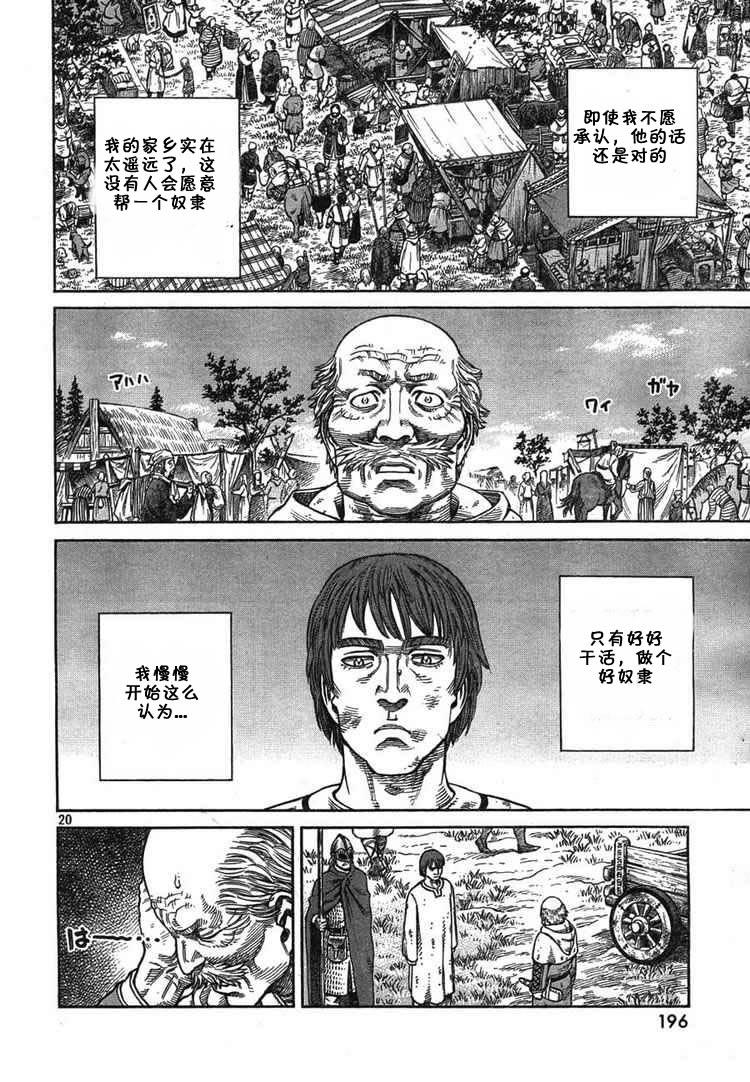 即使我不愿
承认，他的话
还是对的
我的家乡实在
太遥远了，这
没有人会愿意
帮一个奴隶
ガヤ
ワイ
アハハ
只有好好
干活，做个
好奴隶
我慢慢
开始这么
认为…
20
は——…
196